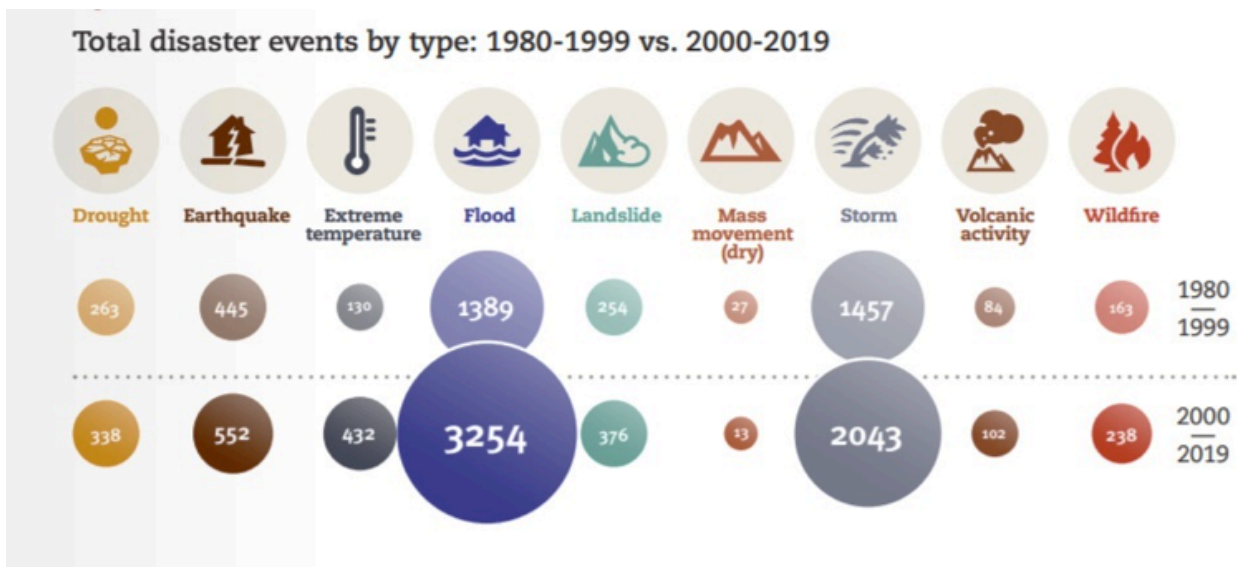 Total disaster events by type: 1980-1999 vs. 2000-2019
Drought
Earthquake
Extreme
temperature
Flood
Landslide
Mass
movement
(dry)
Storm
Volcanic
activity
Wildfire
263
445
130
1389
254
27
1457
84
163
1980
1999
338
552
432
3254
376
13
2043
102
238
2000
2019